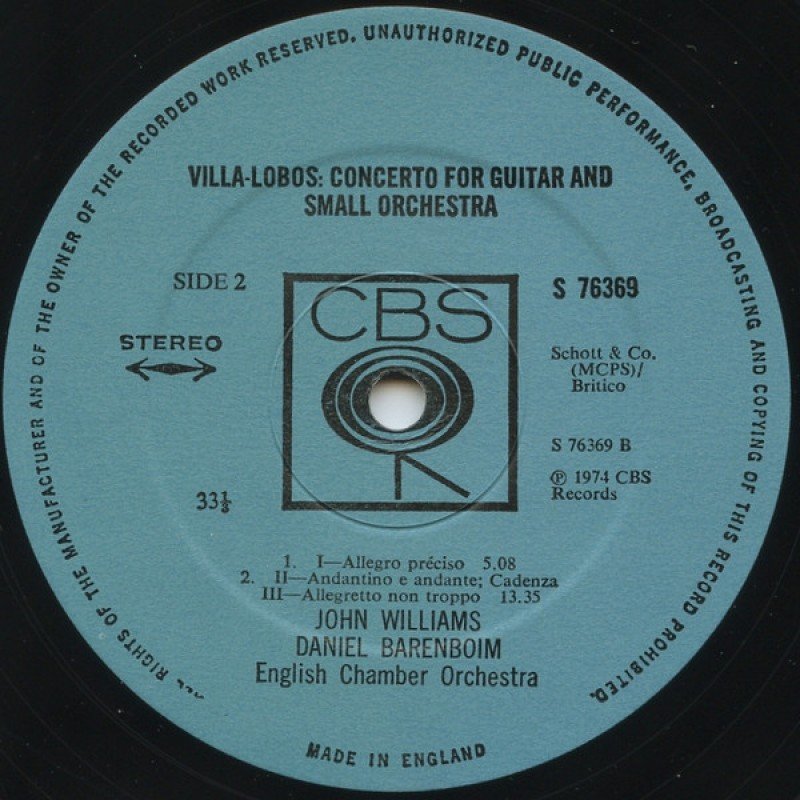 ALL RIGHTS OF THE MANUFACTURER AND OF THE OWNER OF THE RECORDED WORK RESERVED. UNAUTHORIZED PUBLIC PERFORMANCE, BROADCASTING AND COPYING OF THIS RECORD PROHIBITED.
VILLA-LOBOS: CONCERTO FOR GUITAR AND
SMALL ORCHESTRA
SIDE 2
S 76369
CBS
STEREO
Schott & Co.
(MCPS)/
Britico
S 76369 B
33⅓
℗ 1974 CBS
Records
1. I—Allegro préciso 5.08
2. II—Andantino e andante; Cadenza
III—Allegretto non troppo 13.35
JOHN WILLIAMS
DANIEL BARENBOIM
English Chamber Orchestra
MADE IN ENGLAND